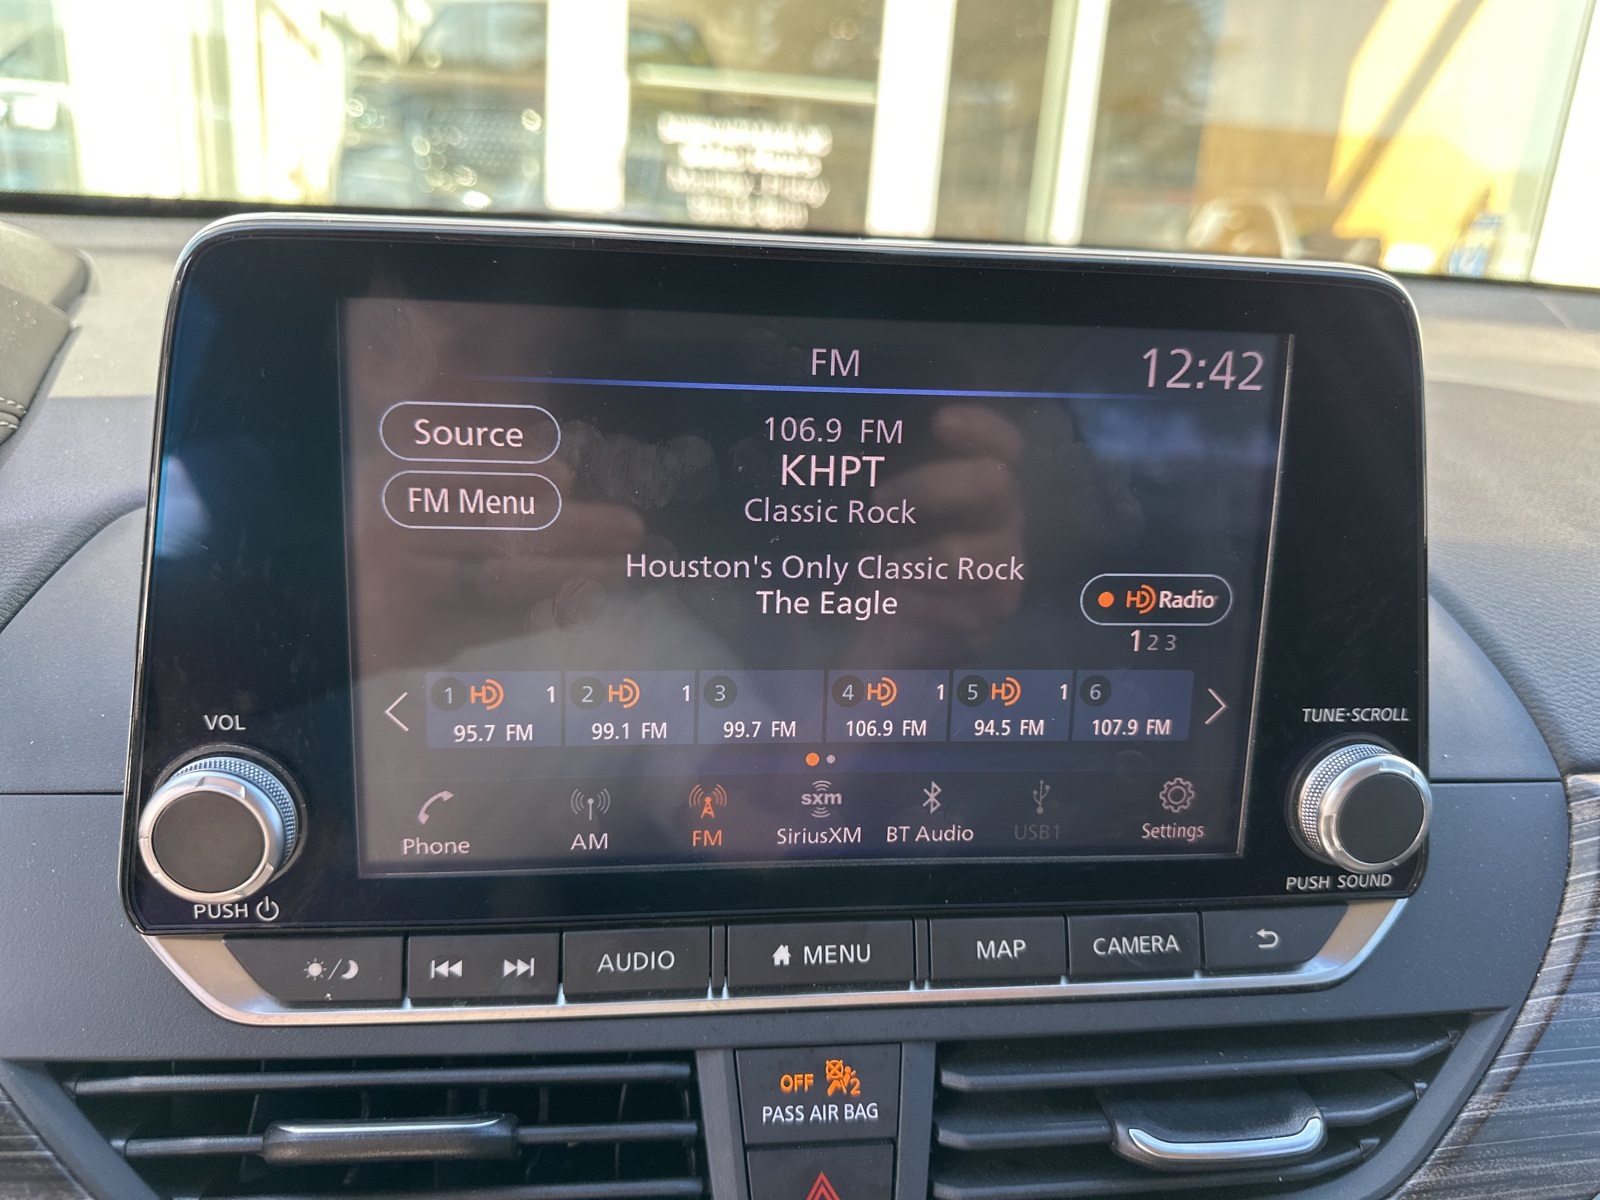 FM
12:42
Source
FM Menu
106.9 FM
KHPT
Classic Rock
Houston's Only Classic Rock
The Eagle
HD Radio
1 2 3
1 HD 1
95.7 FM
2 HD 1
99.1 FM
3
99.7 FM
4 HD 1
106.9 FM
5 HD 1
94.5 FM
6
107.9 FM
Phone
AM
FM
sxm
SiriusXM
BT Audio
USB1
Settings
VOL
PUSH
TUNE·SCROLL
PUSH SOUND
AUDIO
MENU
MAP
CAMERA
OFF 2
PASS AIR BAG